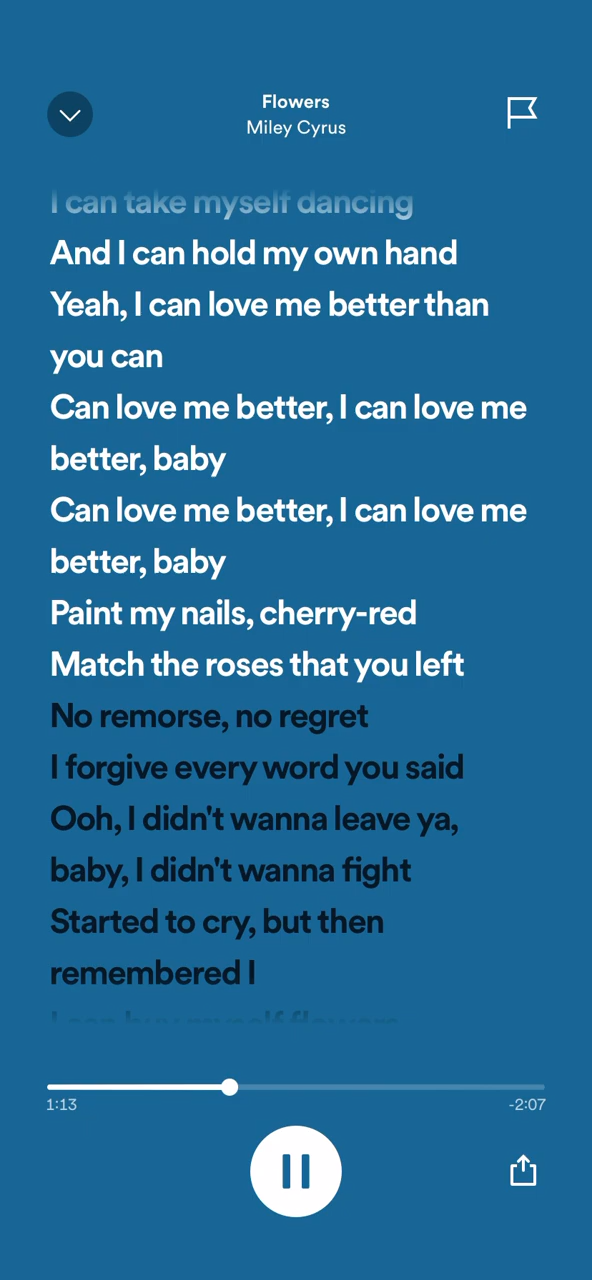 Flowers
Miley Cyrus
I can take myself dancing
And I can hold my own hand
Yeah, I can love me better than
you can
Can love me better, I can love me
better, baby
Can love me better, I can love me
better, baby
Paint my nails, cherry-red
Match the roses that you left
No remorse, no regret
I forgive every word you said
Ooh, I didn't wanna leave ya,
baby, I didn't wanna fight
Started to cry, but then
remembered I
I can buy myself flowers
1:13
-2:07